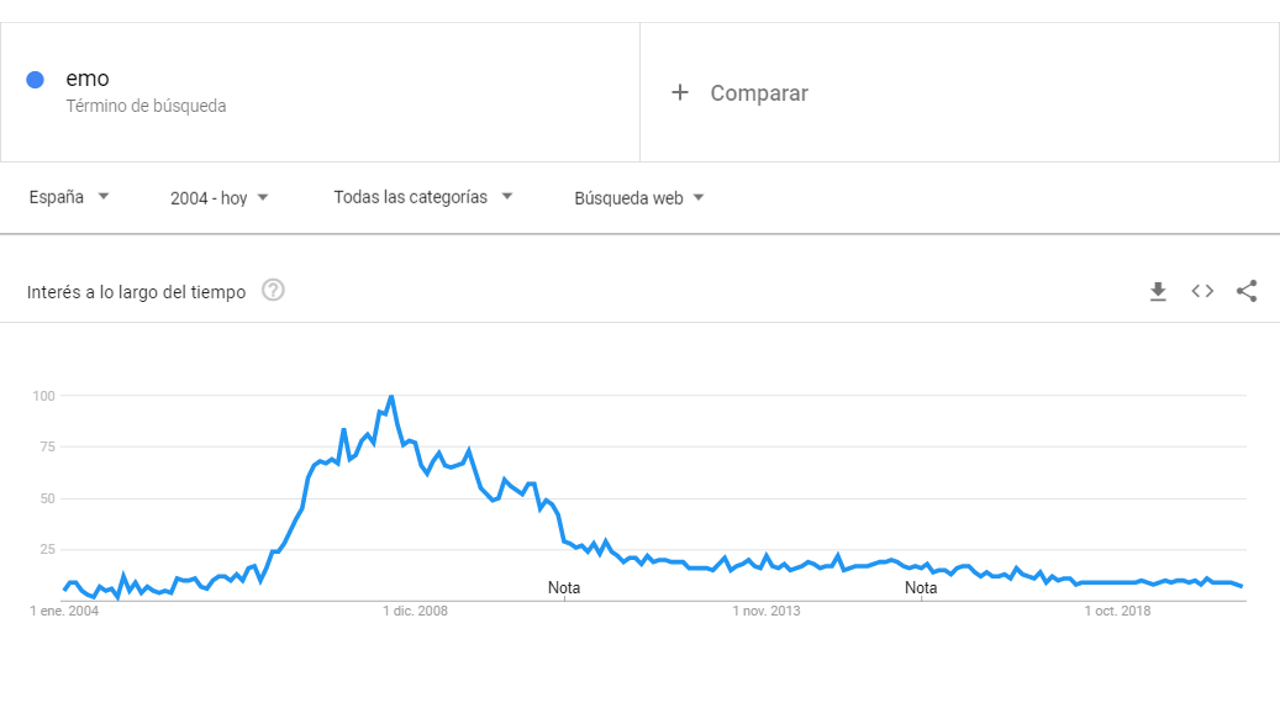 emo
Término de búsqueda
+ Comparar
España
2004 - hoy
Todas las categorías
Búsqueda web
Interés a lo largo del tiempo ?
100
75
50
25
Nota
Nota
1 ene. 2004
1 dic. 2008
1 nov. 2013
1 oct. 2018